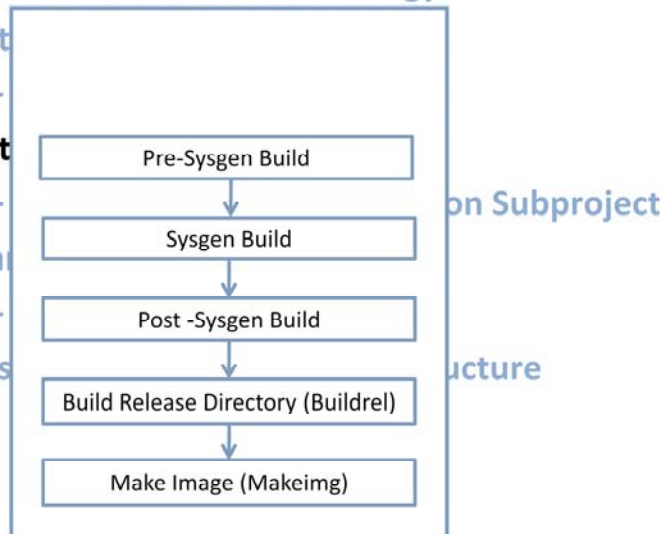 Pre-Sysgen Build
on Subproject
Sysgen Build
Post -Sysgen Build
ucture
Build Release Directory (Buildrel)
Make Image (Makeimg)